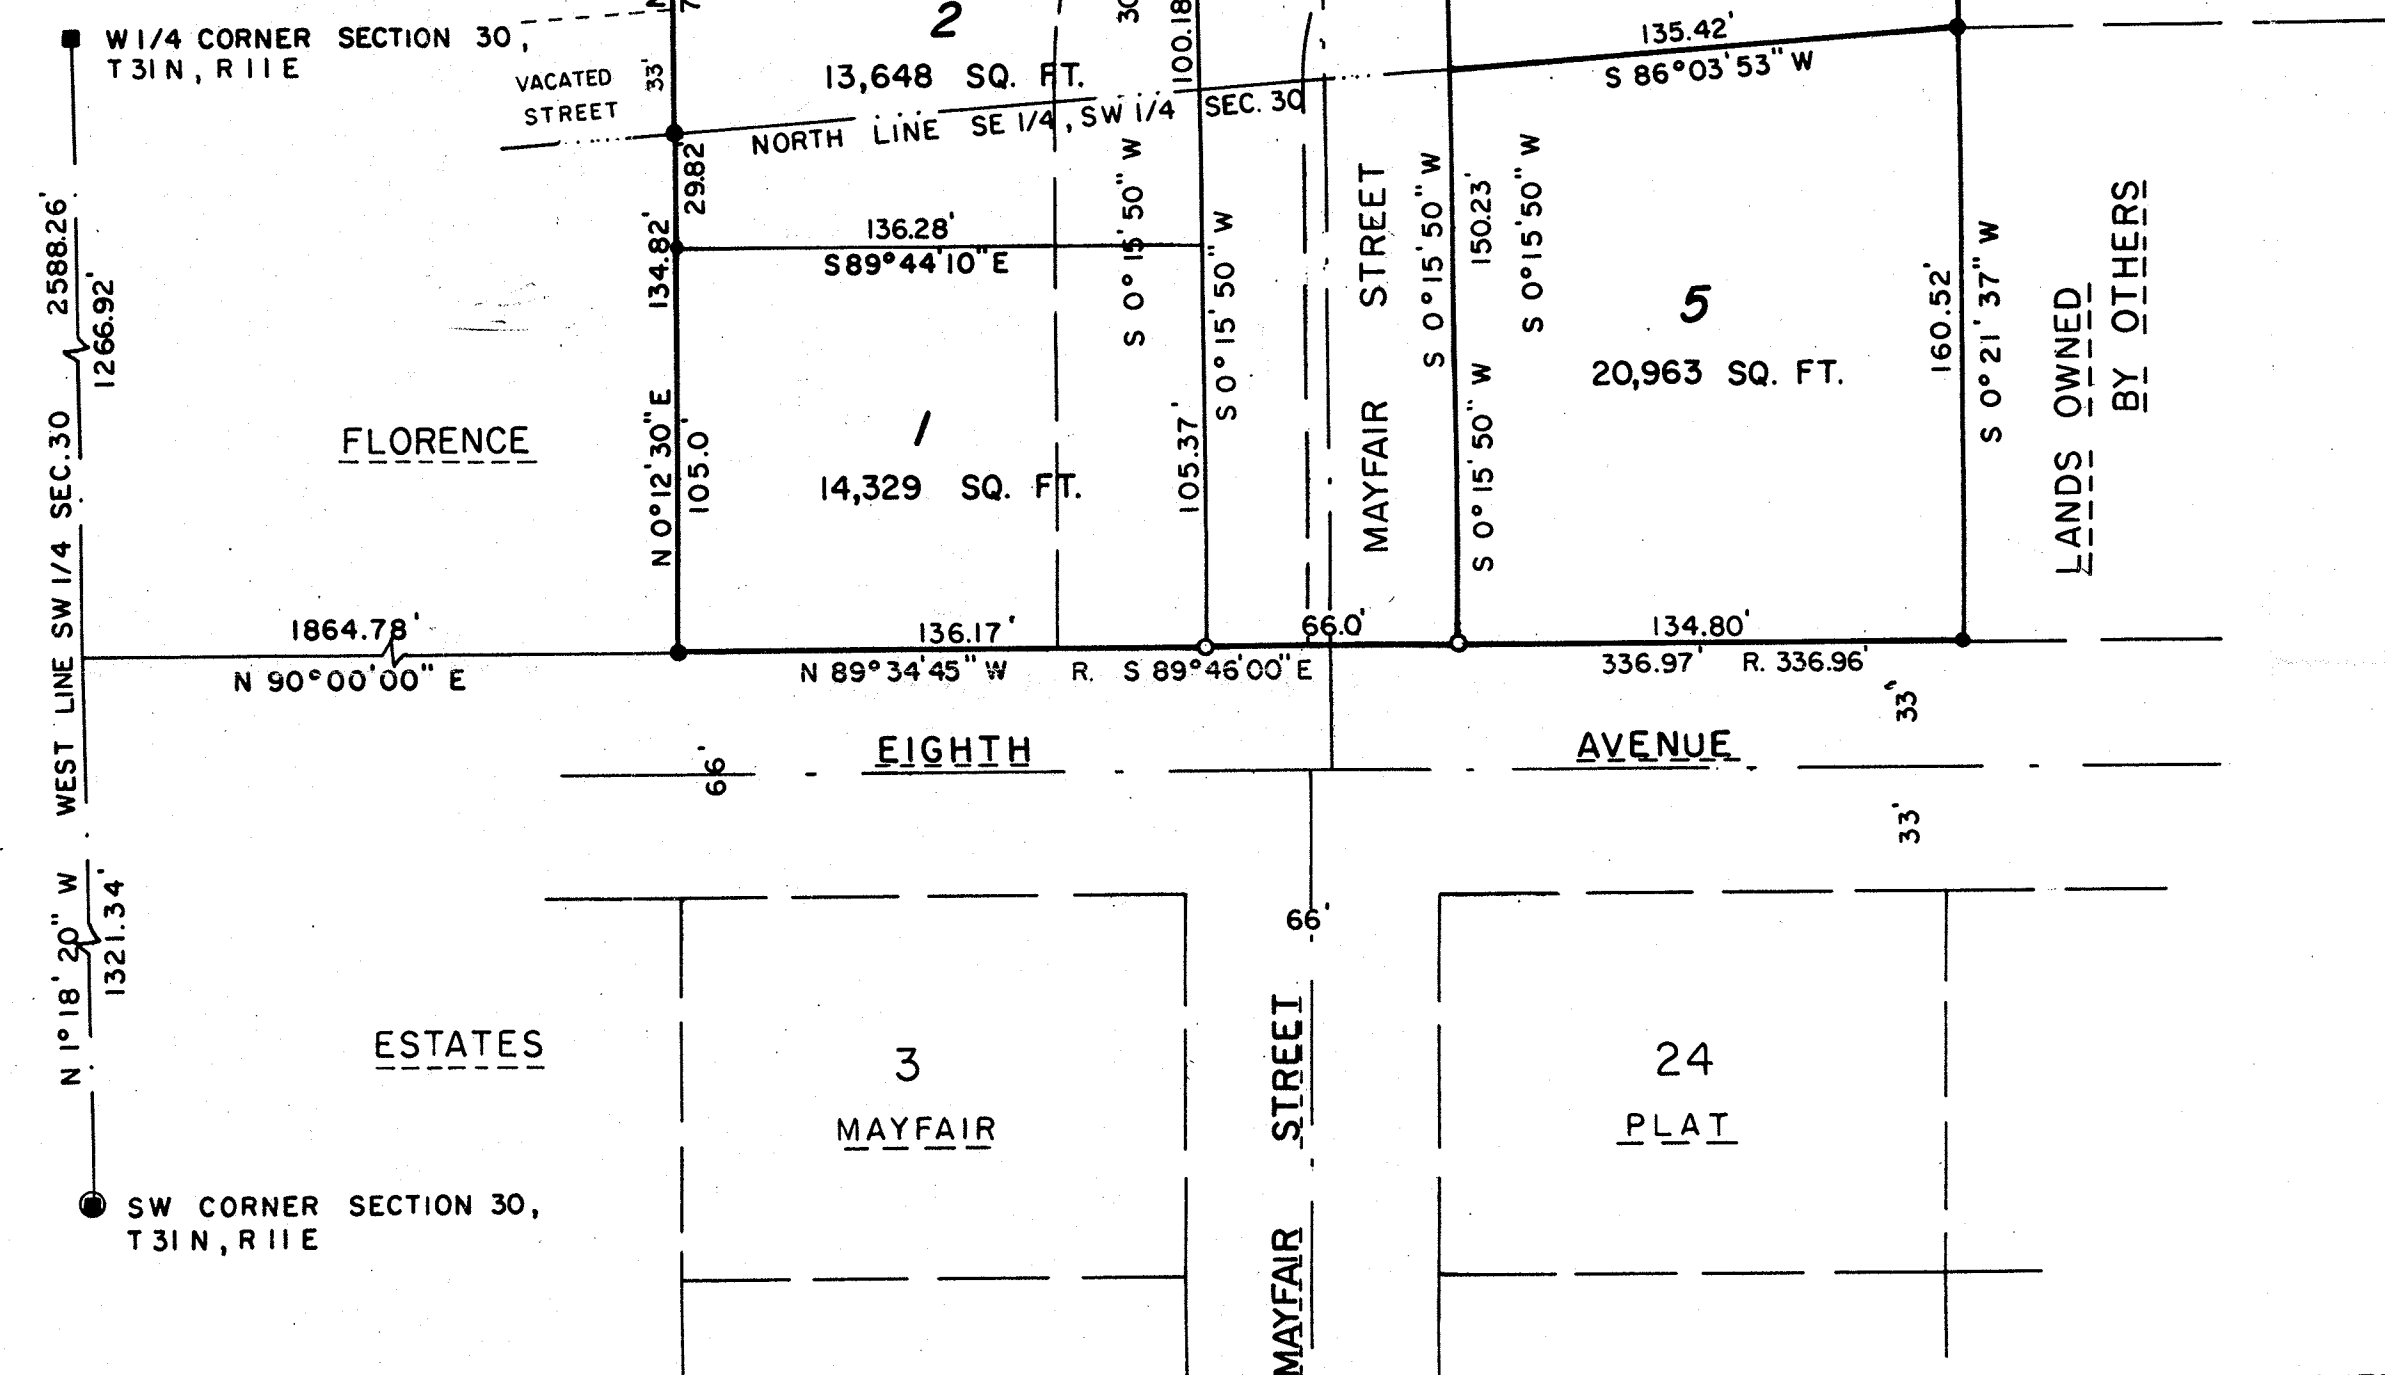 W 1/4 CORNER SECTION 30,
T 31 N, R 11 E
VACATED
STREET
33'
2
13,648 SQ. FT.
30
100.18
135.42'
S 86°03'53" W
NORTH LINE SE 1/4, SW 1/4 SEC. 30
29.82
134.82'
N 0°12'30" E
105.0'
136.28'
S 89°44'10" E
S 0°15'50" W
S 0°15'50" W
105.37'
1
14,329 SQ. FT.
MAYFAIR STREET
S 0°15'50" W
150.23'
S 0°15'50" W
S 0°15'50" W
5
20,963 SQ. FT.
160.52'
S 0°21'37" W
LANDS OWNED
BY OTHERS
2588.26'
1266.92'
WEST LINE SW 1/4 SEC. 30
FLORENCE
1864.78'
N 90°00'00" E
136.17'
66.0'
134.80'
N 89°34'45" W R. S 89°46'00" E
336.97' R. 336.96'
33'
66'
EIGHTH AVENUE
33'
N 1°18'20" W
1321.34'
66'
ESTATES
3
MAYFAIR
MAYFAIR STREET
24
PLAT
SW CORNER SECTION 30,
T 31 N, R 11 E